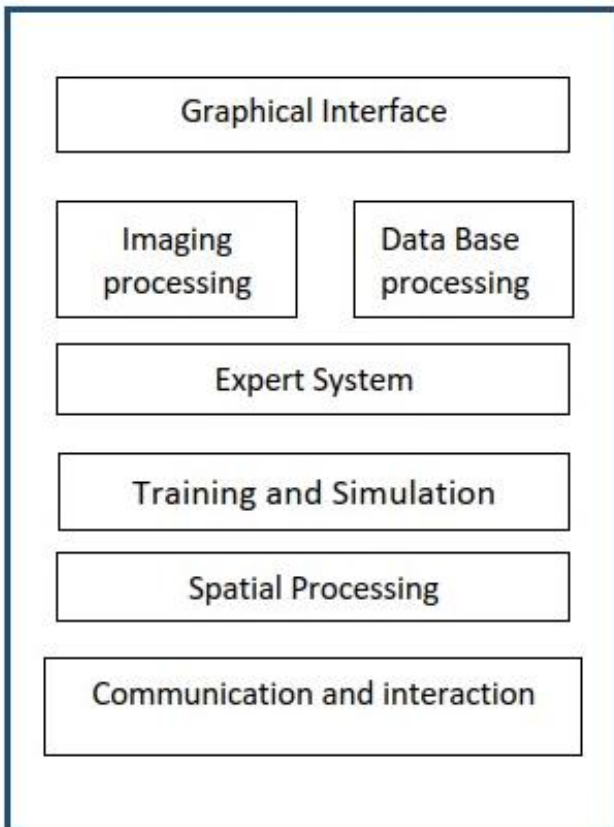 Graphical Interface
Imaging
processing
Data Base
processing
Expert System
Training and Simulation
Spatial Processing
Communication and interaction